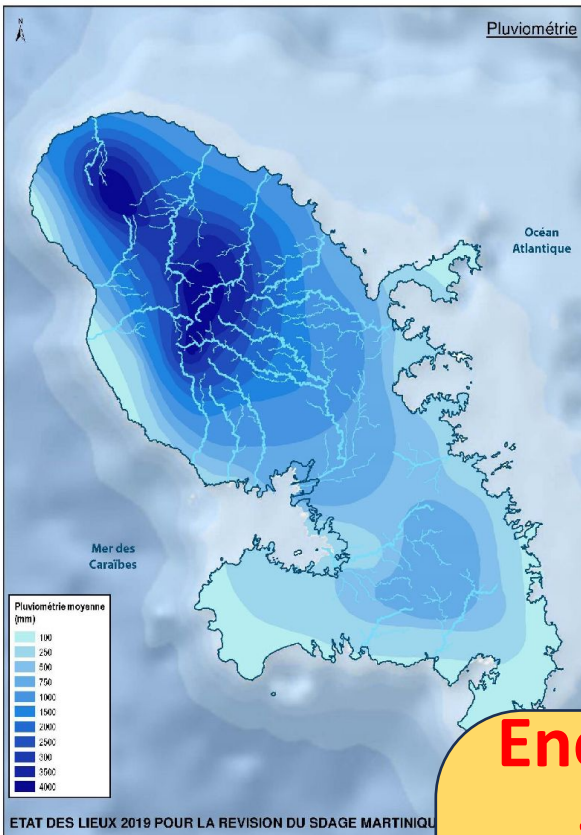 N
Pluviométrie
Océan
Atlantique
Mer des
Caraïbes
Pluviométrie moyenne
(mm)
100
250
500
750
1000
1500
2000
2500
300
3500
4000
ETAT DES LIEUX 2019 POUR LA REVISION DU SDAGE MARTINIQU